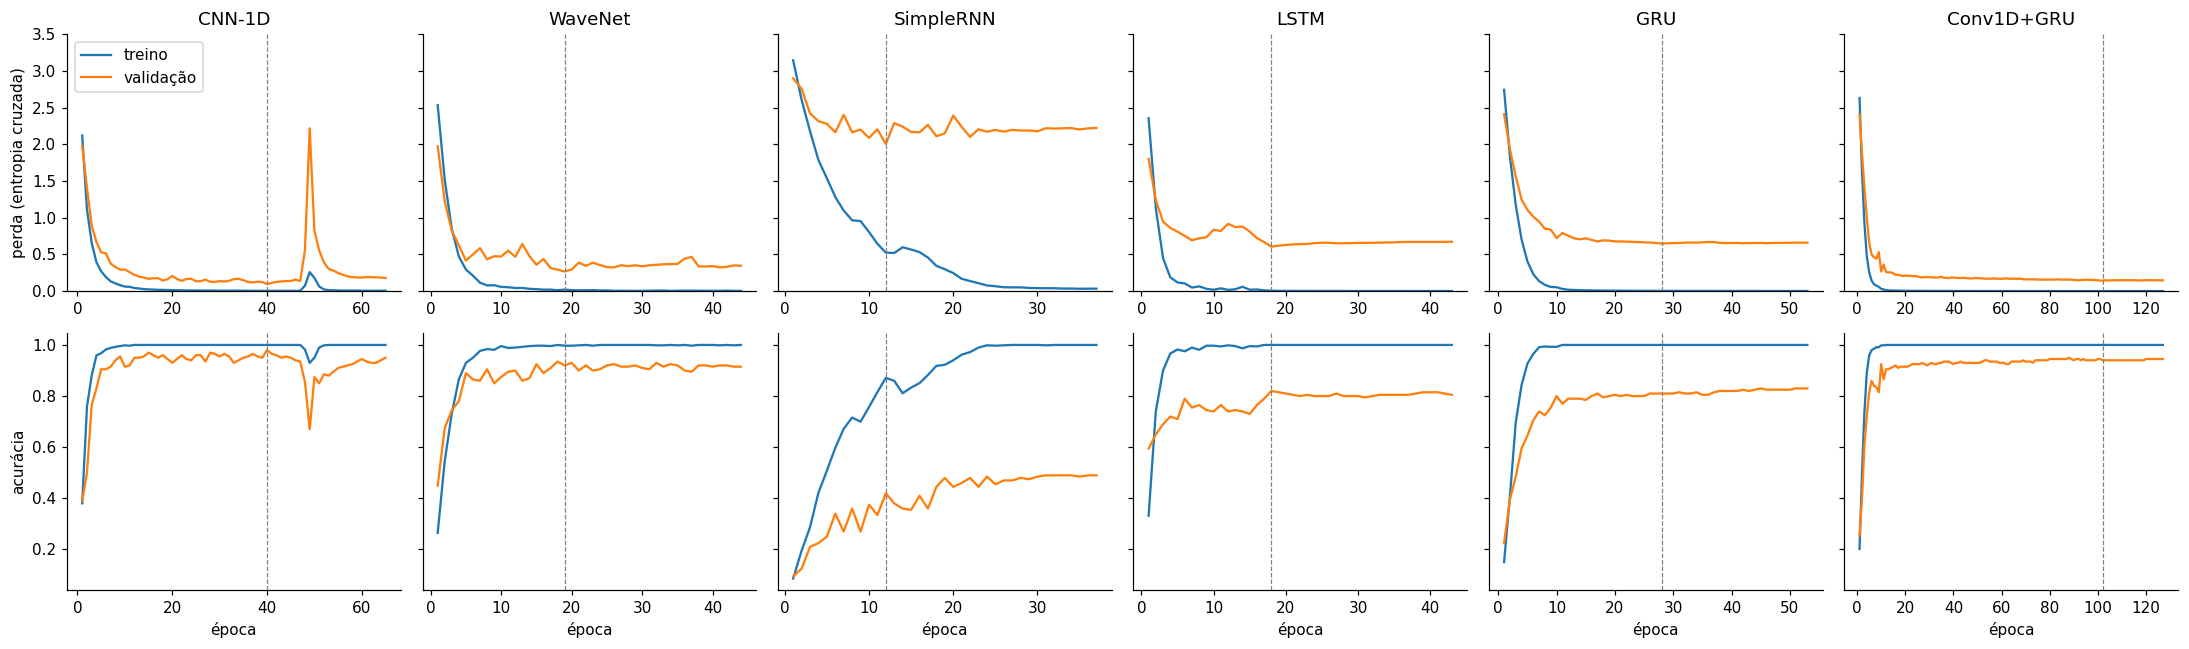 CNN-1D WaveNet SimpleRNN LSTM GRU Conv1D+GRU
treino
validação
perda (entropia cruzada)
3.5
3.0
2.5
2.0
1.5
1.0
0.5
0.0
0 20 40 60
0 10 20 30 40
0 10 20 30
0 10 20 30 40
0 10 20 30 40 50
0 20 40 60 80 100 120
acurácia
1.0
0.8
0.6
0.4
0.2
0 20 40 60
0 10 20 30 40
0 10 20 30
0 10 20 30 40
0 10 20 30 40 50
0 20 40 60 80 100 120
época época época época época época